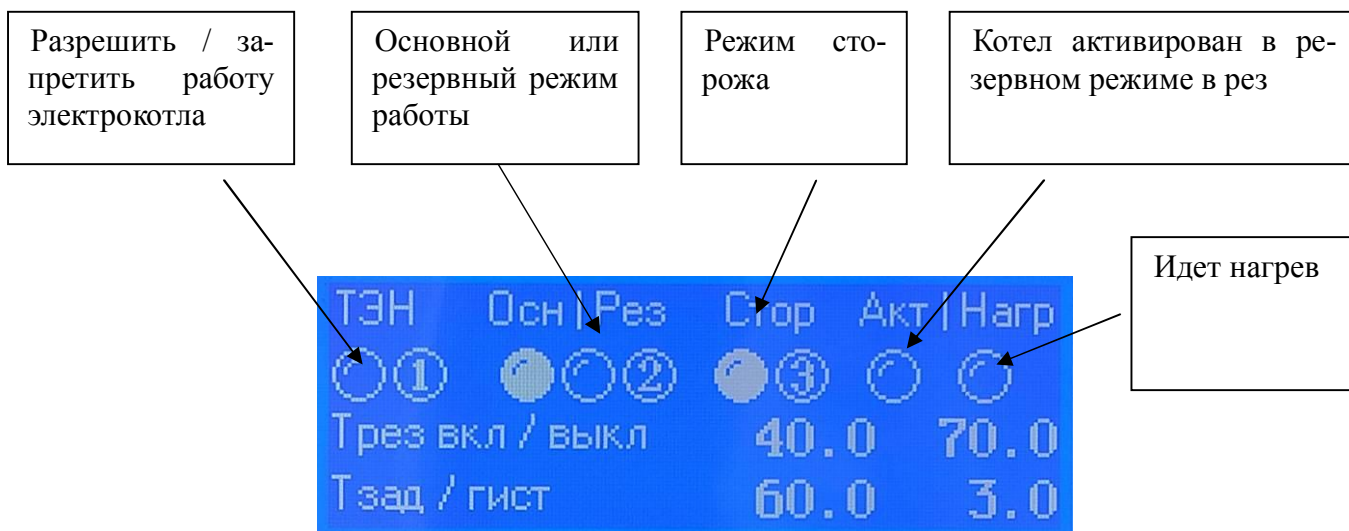 Разрешить / за-
претить работу
электрокотла
Основной или
резервный режим
работы
Режим сто-
рожа
Котел активирован в ре-
зервном режиме в рез
Идет нагрев
ТЭН Осн | Рез Стор Акт | Нагр
1 2 3
Трез вкл / выкл 40.0 70.0
Тзад / гист 60.0 3.0